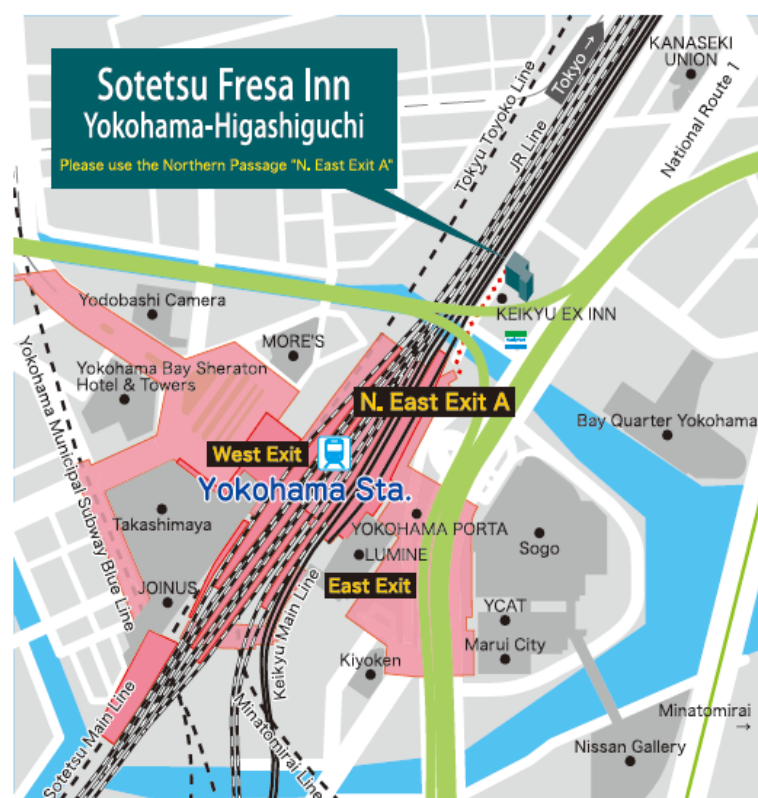 Sotetsu Fresa Inn
Yokohama-Higashiguchi
Please use the Northern Passage "N. East Exit A"
Tokyo →
KANASEKI
UNION
National Route 1
Tokyu Toyoko Line
JR Line
Yodobashi Camera
KEIKYU EX INN
MORE'S
Yokohama Bay Sheraton
Hotel & Towers
N. East Exit A
Bay Quarter Yokohama
West Exit
Yokohama Sta.
Yokohama Municipal Subway Blue Line
Takashimaya
YOKOHAMA PORTA
LUMINE
Sogo
JOINUS
East Exit
YCAT
Marui City
Keikyu Main Line
Kiyoken
Minatomirai
→
Sotetsu Main Line
Minatomirai Line
Nissan Gallery